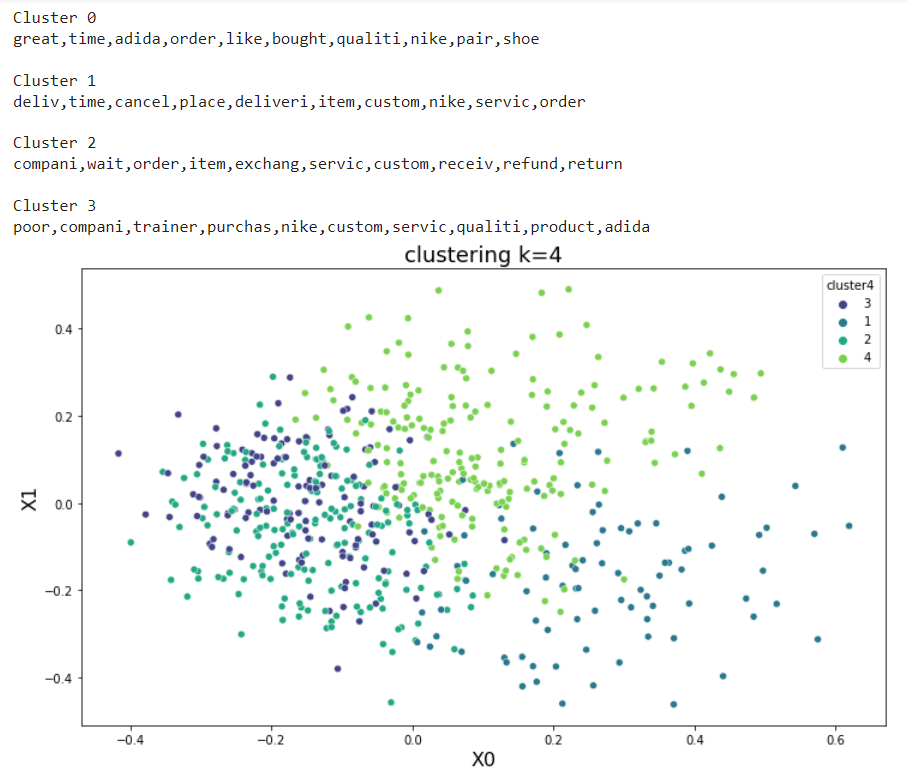 Cluster 0
great,time,adida,order,like,bought,qualiti,nike,pair,shoe
Cluster 1
deliv,time,cancel,place,deliveri,item,custom,nike,servic,order
Cluster 2
compani,wait,order,item,exchang,servic,custom,receiv,refund,return
Cluster 3
poor,compani,trainer,purchas,nike,custom,servic,qualiti,product,adida
clustering k=4
cluster4
3
1
2
4
0.4
0.2
0.0
−0.2
−0.4
X1
−0.4
−0.2
0.0
0.2
0.4
0.6
X0